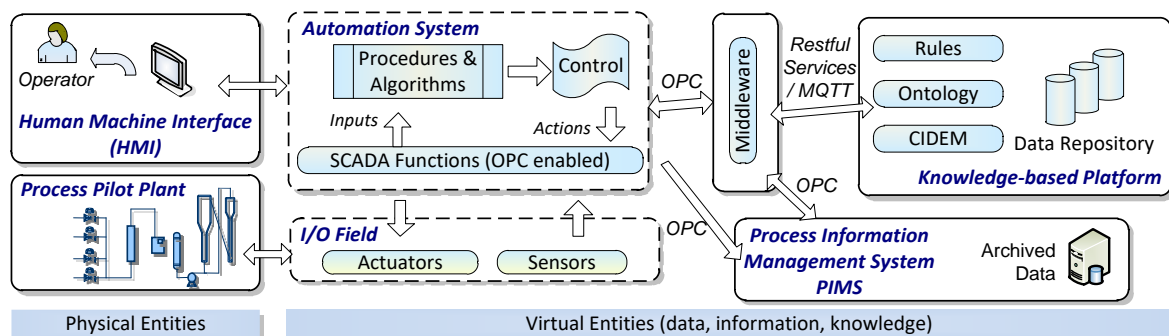 Operator
Human Machine Interface
(HMI)
Process Pilot Plant
Automation System
Procedures &
Algorithms
Control
Inputs
Actions
SCADA Functions (OPC enabled)
I/O Field
Actuators
Sensors
OPC
OPC
OPC
Middleware
Restful
Services
/ MQTT
Rules
Ontology
CIDEM
Data Repository
Knowledge-based Platform
Process Information
Management System
PIMS
Archived
Data
Physical Entities
Virtual Entities (data, information, knowledge)